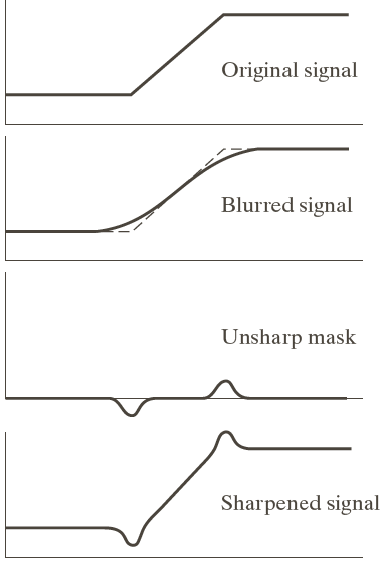 Original signal
Blurred signal
Unsharp mask
Sharpened signal